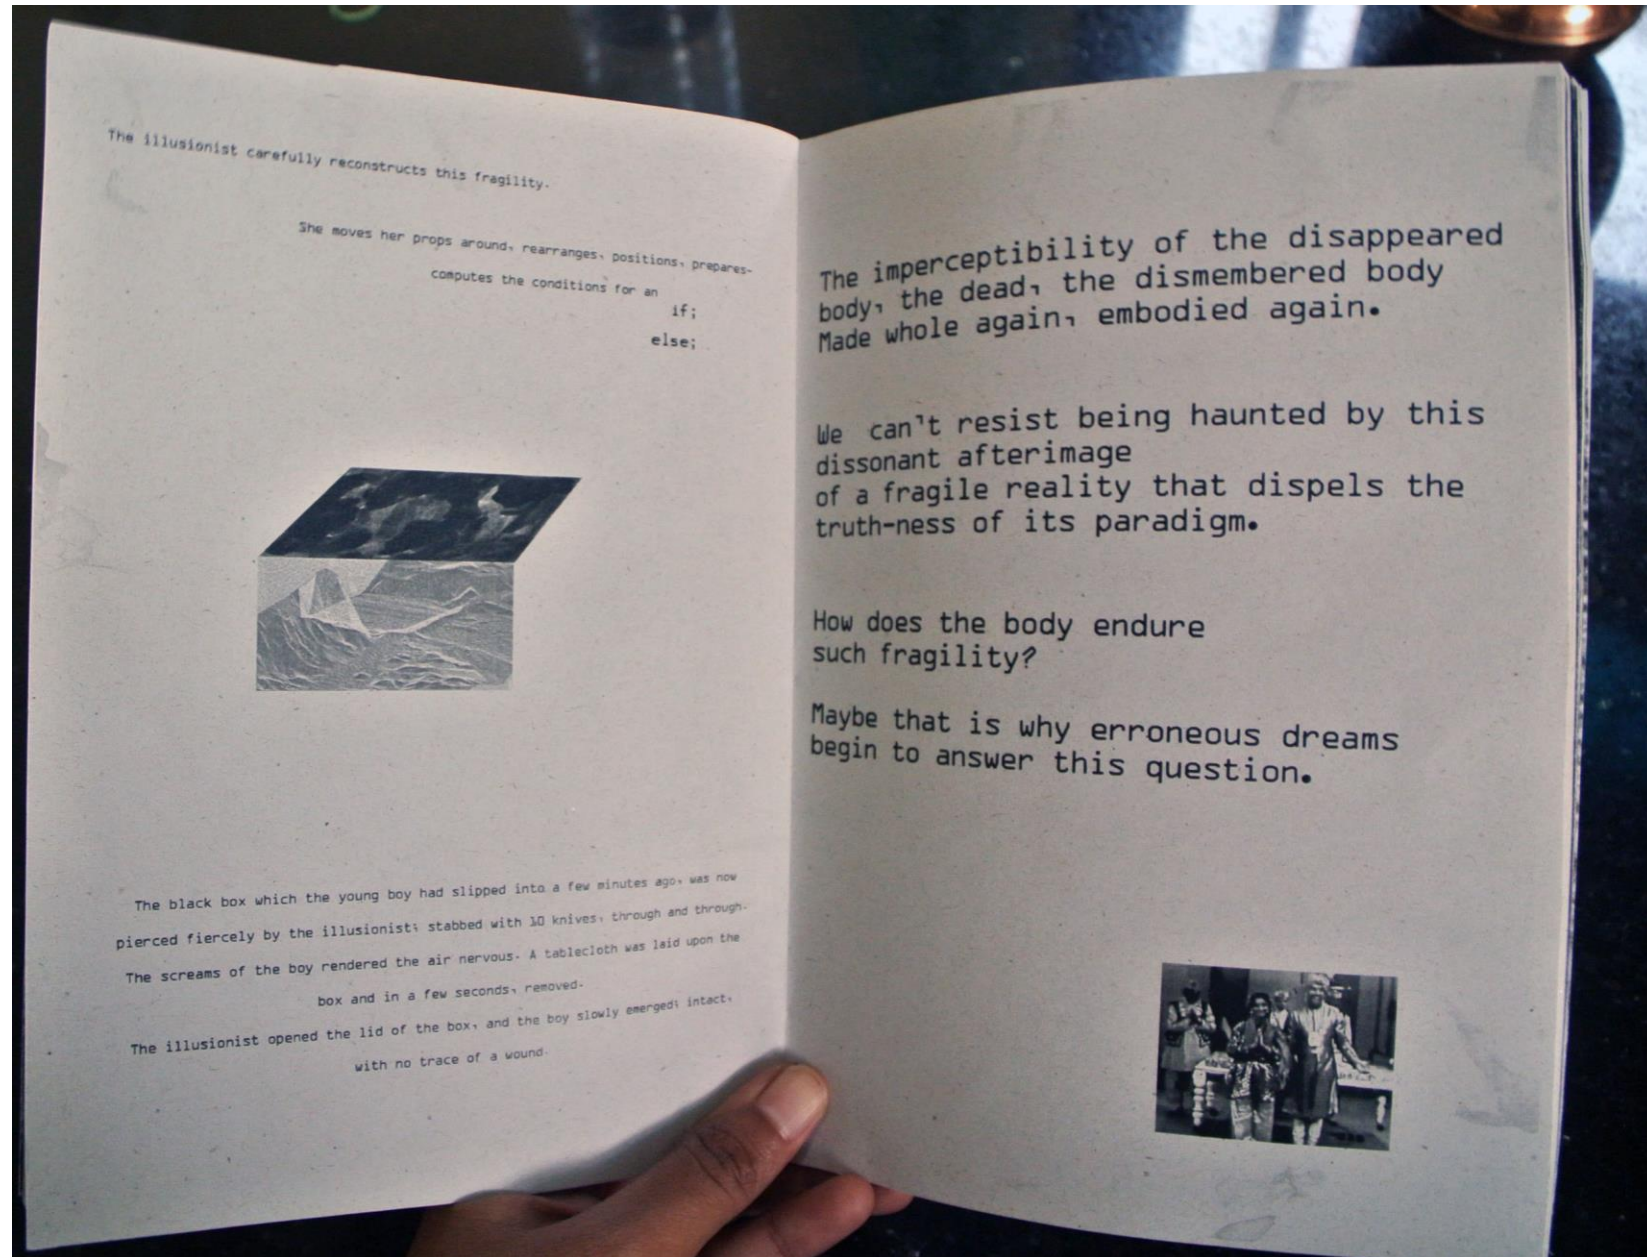 The illusionist carefully reconstructs this fragility.
She moves her props around, rearranges, positions, prepares-
computes the conditions for an
if;
else;
The black box which the young boy had slipped into a few minutes ago, was now
pierced fiercely by the illusionist; stabbed with 10 knives, through and through.
The screams of the boy rendered the air nervous. A tablecloth was laid upon the
box and in a few seconds, removed.
The illusionist opened the lid of the box, and the boy slowly emerged; intact,
with no trace of a wound.
The imperceptibility of the disappeared
body, the dead, the dismembered body
Made whole again, embodied again.
We can't resist being haunted by this
dissonant afterimage
of a fragile reality that dispels the
truth-ness of its paradigm.
How does the body endure
such fragility?
Maybe that is why erroneous dreams
begin to answer this question.